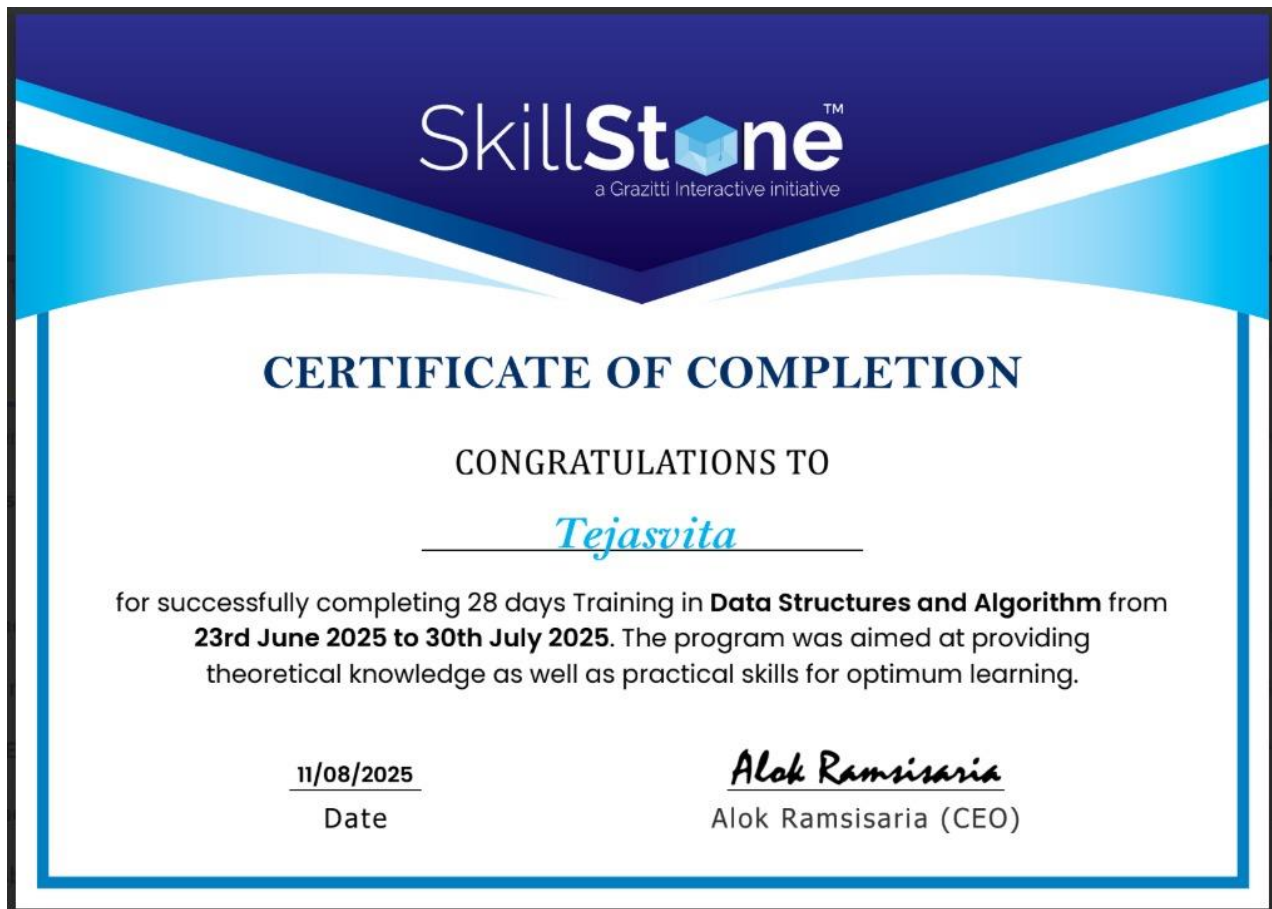 SkillStone™
a Grazitti Interactive initiative
CERTIFICATE OF COMPLETION
CONGRATULATIONS TO
Tejasvita
for successfully completing 28 days Training in Data Structures and Algorithm from
23rd June 2025 to 30th July 2025. The program was aimed at providing
theoretical knowledge as well as practical skills for optimum learning.
11/08/2025
Date
Alok Ramsisaria
Alok Ramsisaria (CEO)